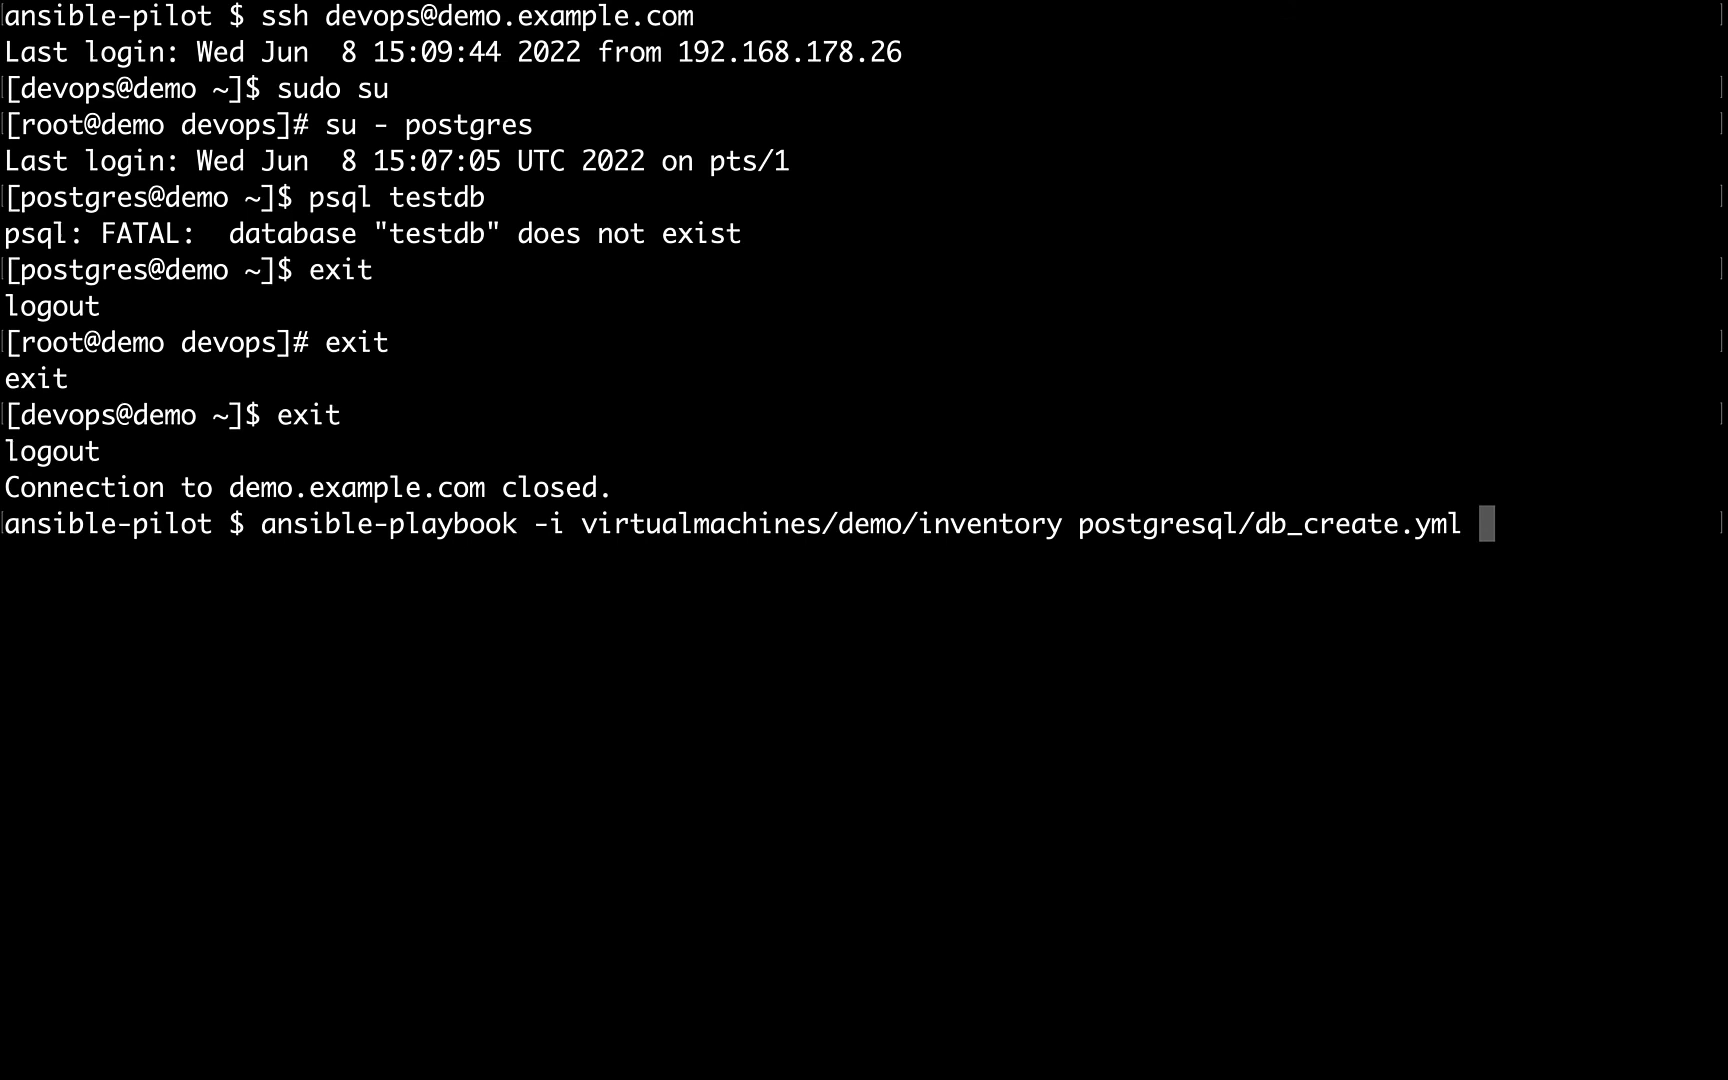 ansible-pilot $ ssh devops@demo.example.com
Last login: Wed Jun  8 15:09:44 2022 from 192.168.178.26
[devops@demo ~]$ sudo su
[root@demo devops]# su - postgres
Last login: Wed Jun  8 15:07:05 UTC 2022 on pts/1
[postgres@demo ~]$ psql testdb
psql: FATAL:  database "testdb" does not exist
[postgres@demo ~]$ exit
logout
[root@demo devops]# exit
exit
[devops@demo ~]$ exit
logout
Connection to demo.example.com closed.
ansible-pilot $ ansible-playbook -i virtualmachines/demo/inventory postgresql/db_create.yml